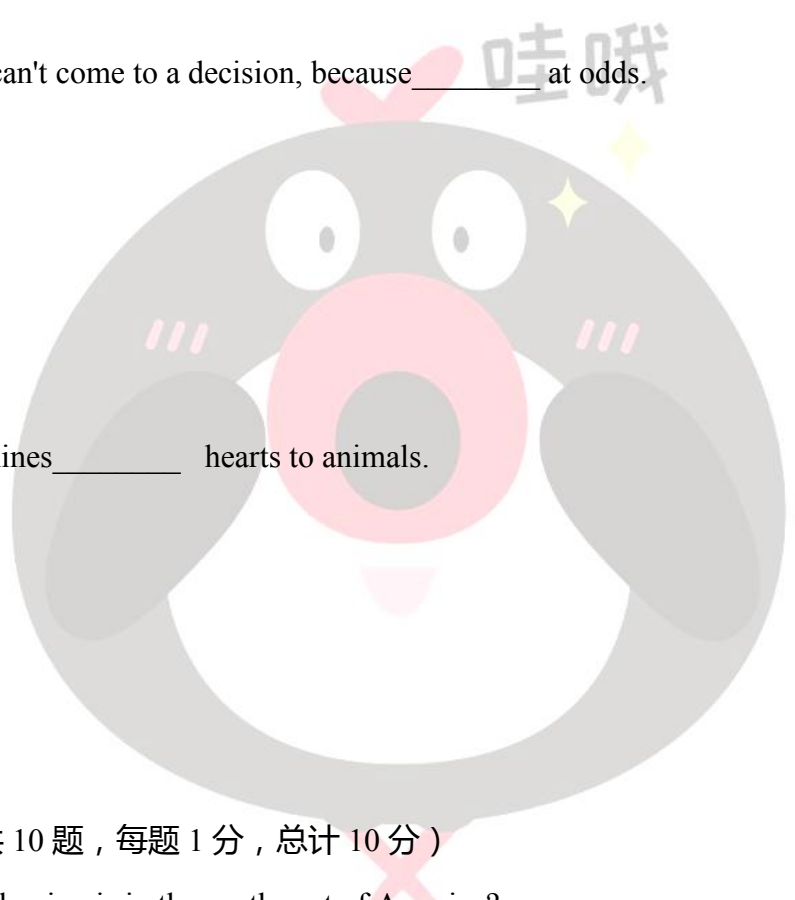 哇哦
can't come to a decision, because________ at odds.
ines________ hearts to animals.
10 题，每题 1 分，总计 10 分）